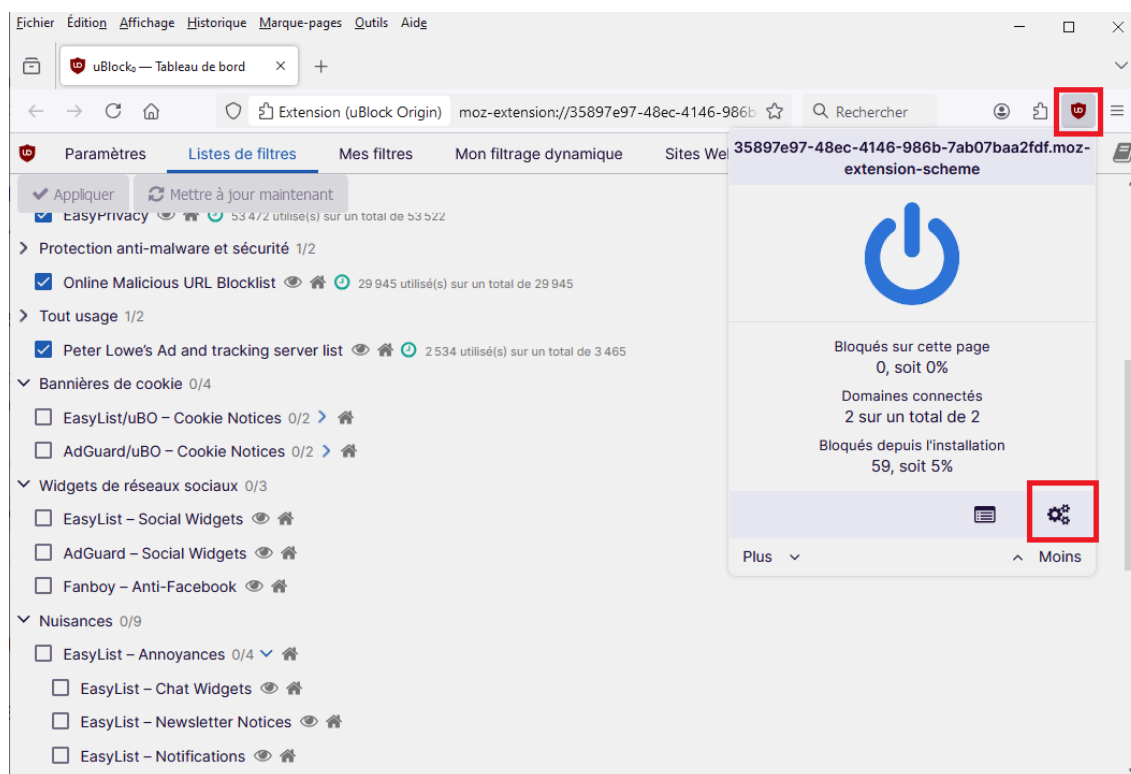 Fichier Édition Affichage Historique Marque-pages Outils Aide
uBlock₀ — Tableau de bord
Extension (uBlock Origin) moz-extension://35897e97-48ec-4146-986b Rechercher
Paramètres Listes de filtres Mes filtres Mon filtrage dynamique Sites We
Appliquer Mettre à jour maintenant
EasyPrivacy 53 472 utilisé(s) sur un total de 53 522
Protection anti-malware et sécurité 1/2
Online Malicious URL Blocklist 29 945 utilisé(s) sur un total de 29 945
Tout usage 1/2
Peter Lowe's Ad and tracking server list 2 534 utilisé(s) sur un total de 3 465
Bannières de cookie 0/4
EasyList/uBO – Cookie Notices 0/2
AdGuard/uBO – Cookie Notices 0/2
Widgets de réseaux sociaux 0/3
EasyList – Social Widgets
AdGuard – Social Widgets
Fanboy – Anti-Facebook
Nuisances 0/9
EasyList – Annoyances 0/4
EasyList – Chat Widgets
EasyList – Newsletter Notices
EasyList – Notifications
35897e97-48ec-4146-986b-7ab07baa2fdf.moz-
extension-scheme
Bloqués sur cette page
0, soit 0%
Domaines connectés
2 sur un total de 2
Bloqués depuis l'installation
59, soit 5%
Plus Moins